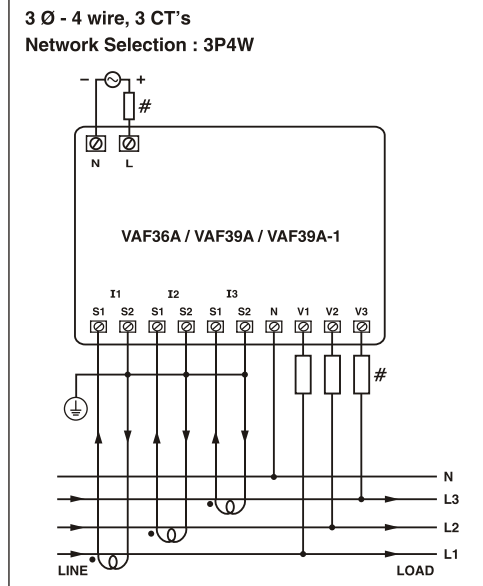 3 Ø - 4 wire, 3 CT's
Network Selection : 3P4W
− +
#
N L
VAF36A / VAF39A / VAF39A-1
I1 I2 I3
S1 S2 S1 S2 S1 S2 N V1 V2 V3
#
N
L3
L2
L1
LINE LOAD